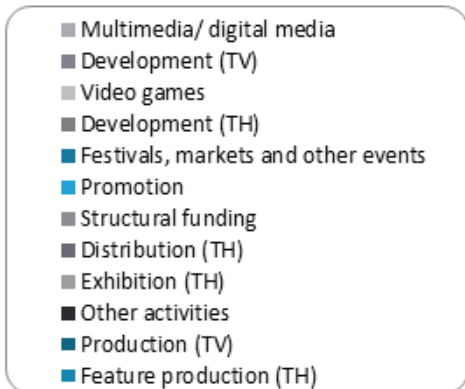 Multimedia/ digital media
Development (TV)
Video games
Development (TH)
Festivals, markets and other events
Promotion
Structural funding
Distribution (TH)
Exhibition (TH)
Other activities
Production (TV)
Feature production (TH)